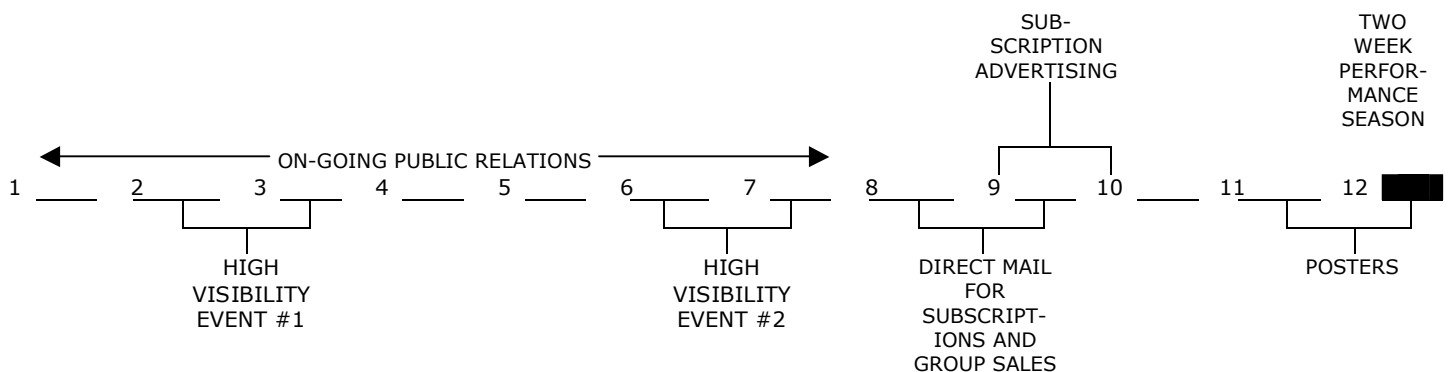 SUB-
SCRIPTION
ADVERTISING
TWO
WEEK
PERFOR-
MANCE
SEASON
ON-GOING PUBLIC RELATIONS
1 2 3 4 5 6 7 8 9 10 11 12
HIGH
VISIBILITY
EVENT #1
HIGH
VISIBILITY
EVENT #2
DIRECT MAIL
FOR
SUBSCRIPT-
IONS AND
GROUP SALES
POSTERS